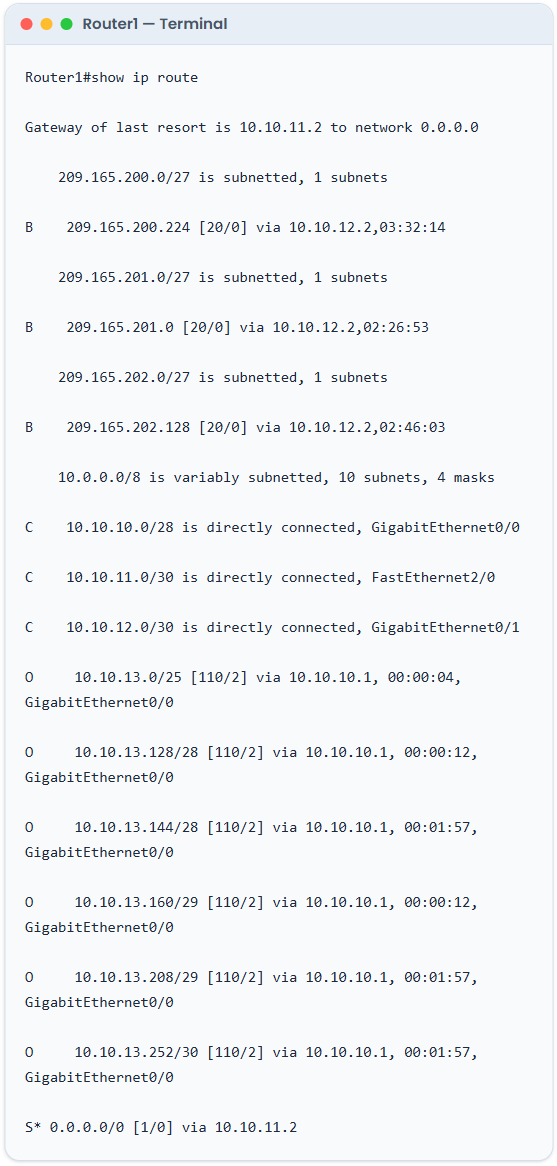 Router1 — Terminal
Router1#show ip route
Gateway of last resort is 10.10.11.2 to network 0.0.0.0
209.165.200.0/27 is subnetted, 1 subnets
B    209.165.200.224 [20/0] via 10.10.12.2,03:32:14
209.165.201.0/27 is subnetted, 1 subnets
B    209.165.201.0 [20/0] via 10.10.12.2,02:26:53
209.165.202.0/27 is subnetted, 1 subnets
B    209.165.202.128 [20/0] via 10.10.12.2,02:46:03
10.0.0.0/8 is variably subnetted, 10 subnets, 4 masks
C    10.10.10.0/28 is directly connected, GigabitEthernet0/0
C    10.10.11.0/30 is directly connected, FastEthernet2/0
C    10.10.12.0/30 is directly connected, GigabitEthernet0/1
O     10.10.13.0/25 [110/2] via 10.10.10.1, 00:00:04,
GigabitEthernet0/0
O     10.10.13.128/28 [110/2] via 10.10.10.1, 00:00:12,
GigabitEthernet0/0
O     10.10.13.144/28 [110/2] via 10.10.10.1, 00:01:57,
GigabitEthernet0/0
O     10.10.13.160/29 [110/2] via 10.10.10.1, 00:00:12,
GigabitEthernet0/0
O     10.10.13.208/29 [110/2] via 10.10.10.1, 00:01:57,
GigabitEthernet0/0
O     10.10.13.252/30 [110/2] via 10.10.10.1, 00:01:57,
GigabitEthernet0/0
S* 0.0.0.0/0 [1/0] via 10.10.11.2